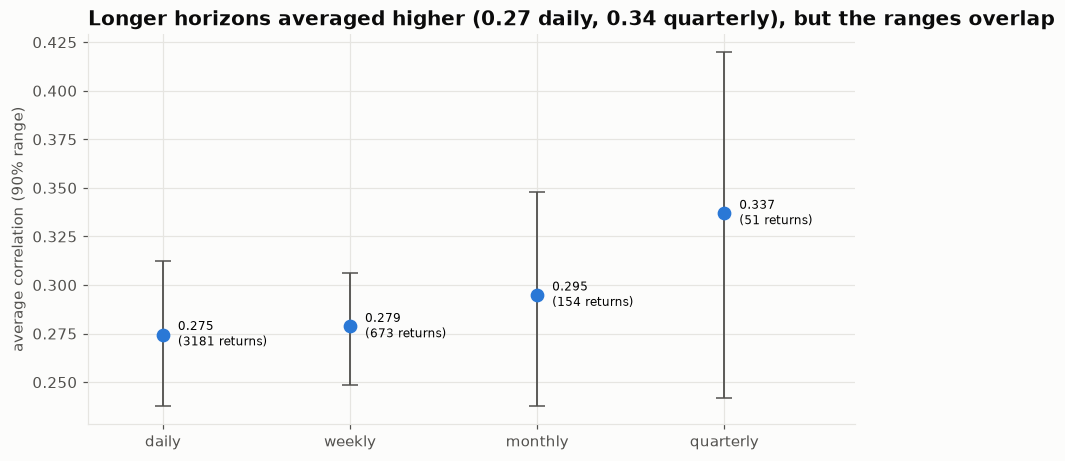 Longer horizons averaged higher (0.27 daily, 0.34 quarterly), but the ranges overlap
average correlation (90% range)
0.425
0.400
0.375
0.350
0.325
0.300
0.275
0.250
0.275
(3181 returns)
0.279
(673 returns)
0.295
(154 returns)
0.337
(51 returns)
daily
weekly
monthly
quarterly